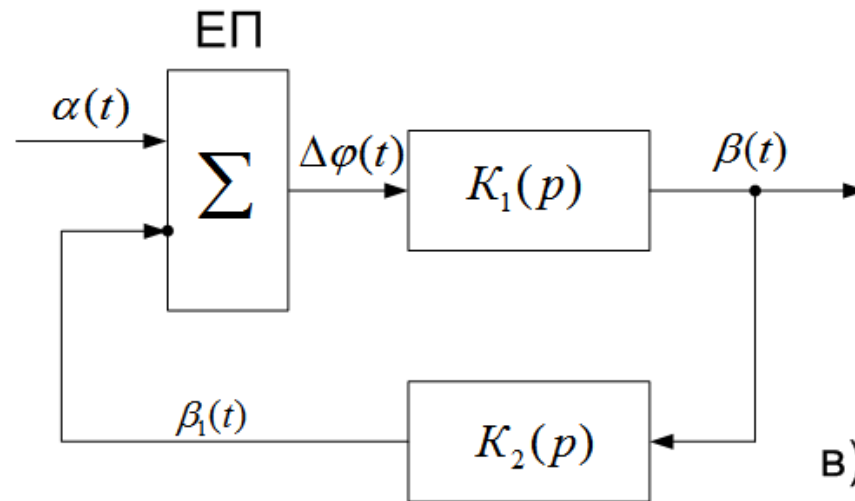 ЕП
α(t)
Σ
Δφ(t)
K₁(p)
β(t)
β₁(t)
K₂(p)
в)